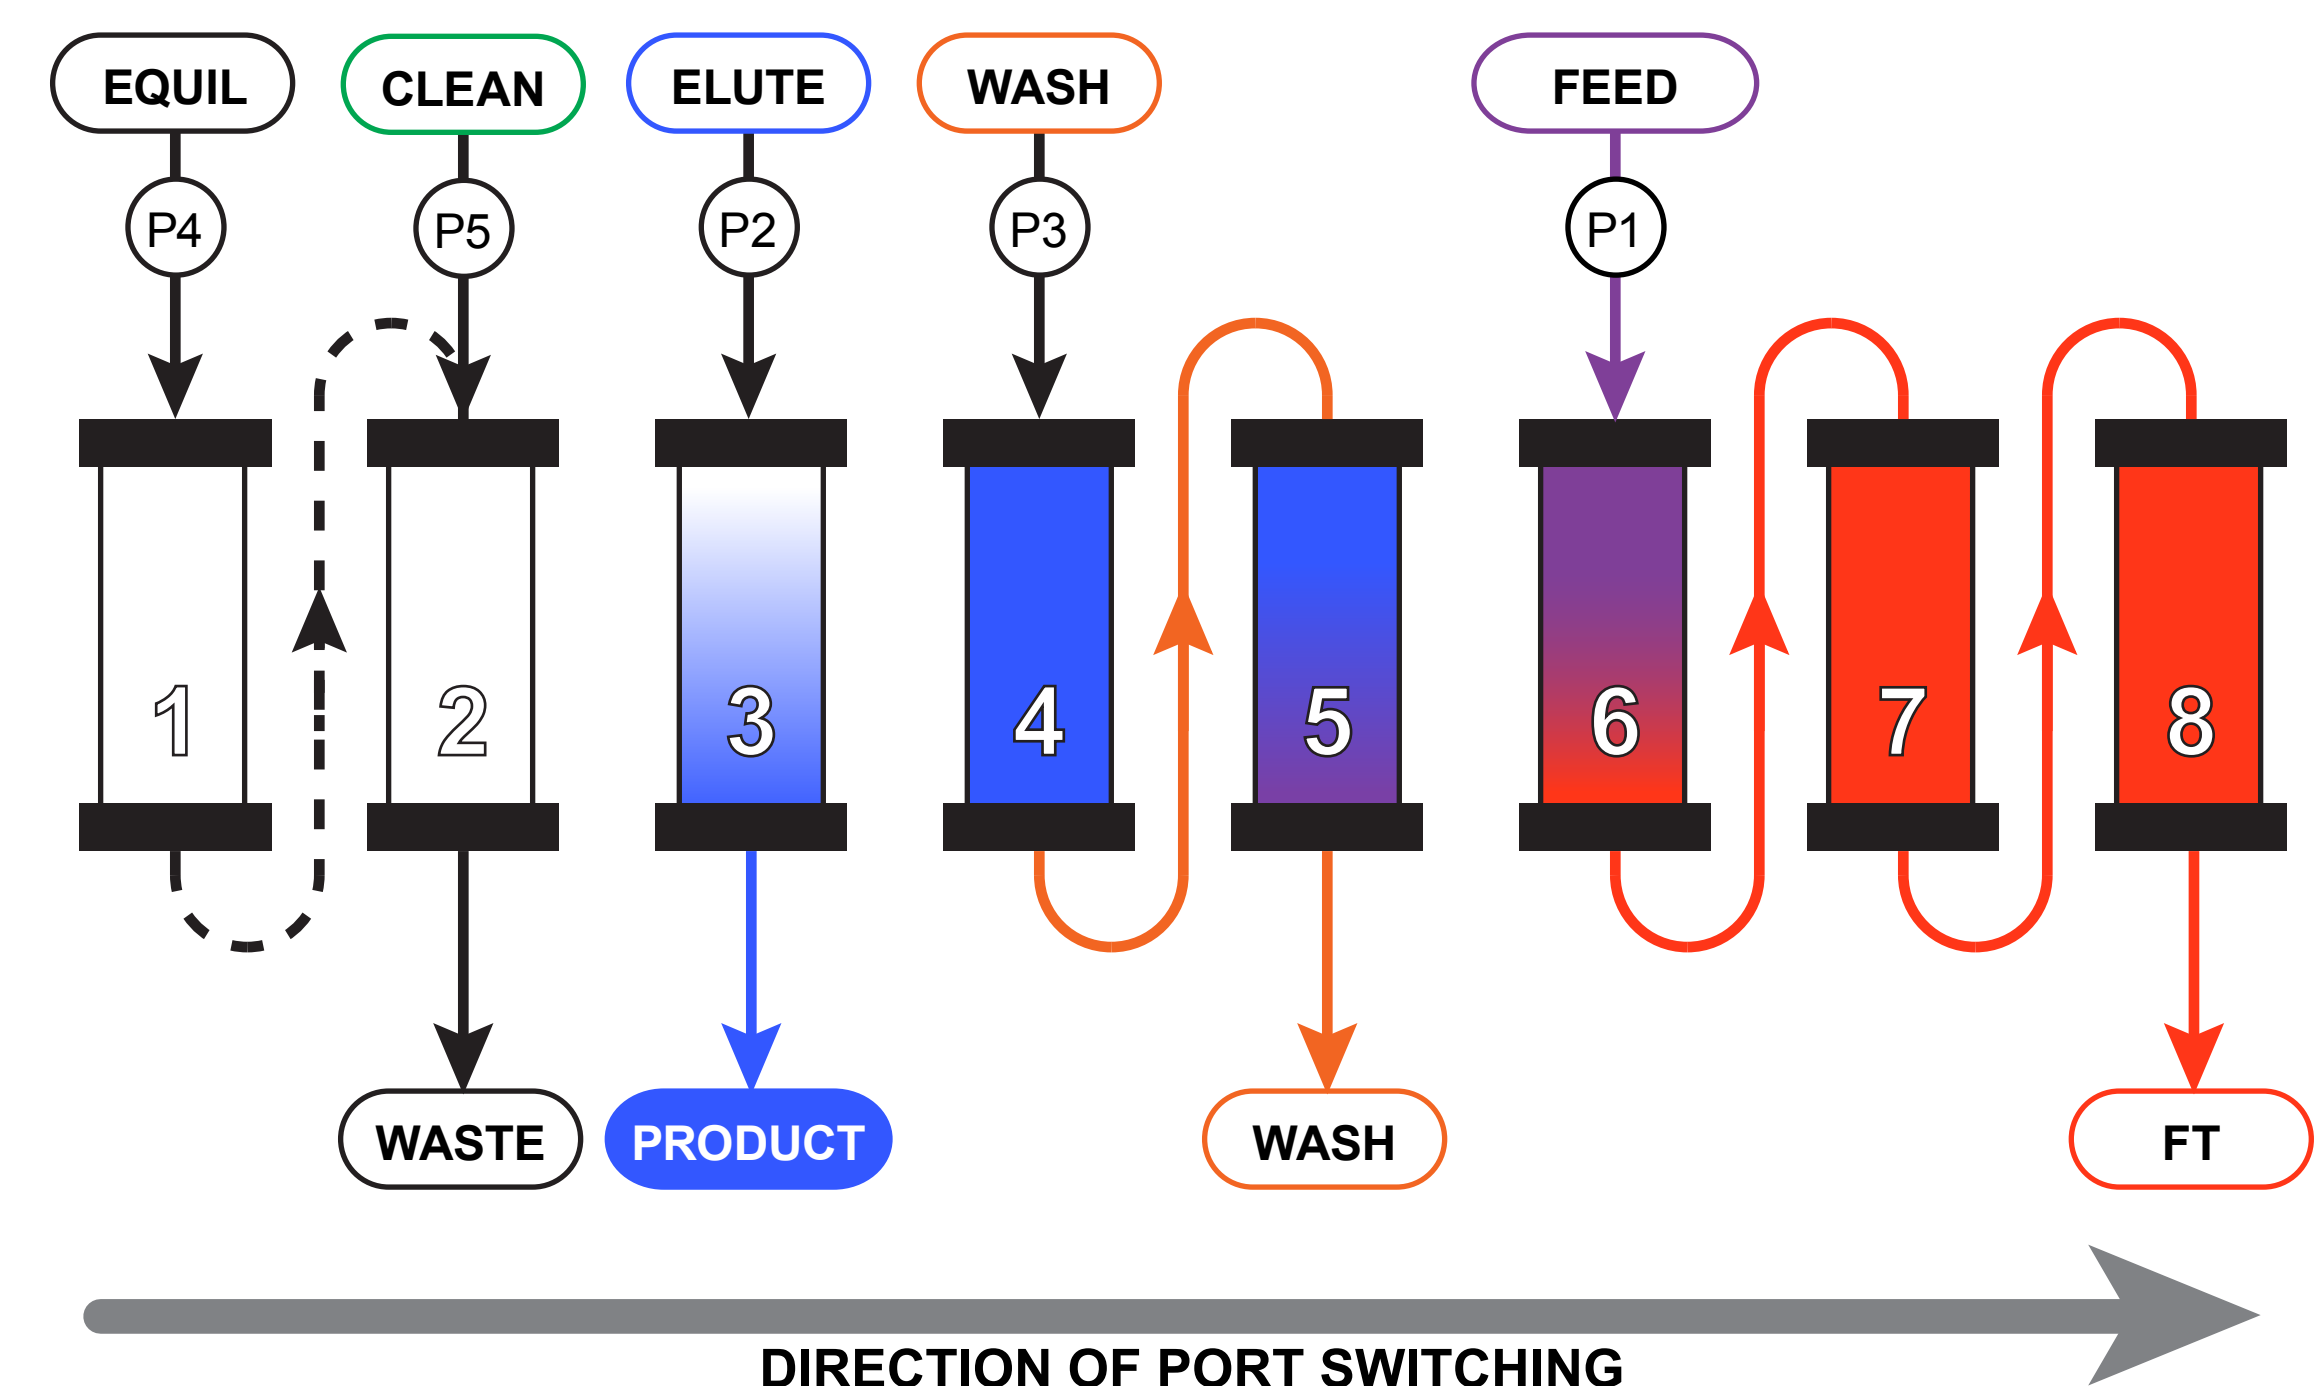 EQUIL
CLEAN
ELUTE
WASH
FEED
P4
P5
P2
P3
P1
1
2
3
4
5
6
7
8
WASTE
PRODUCT
WASH
FT
DIRECTION OF PORT SWITCHING